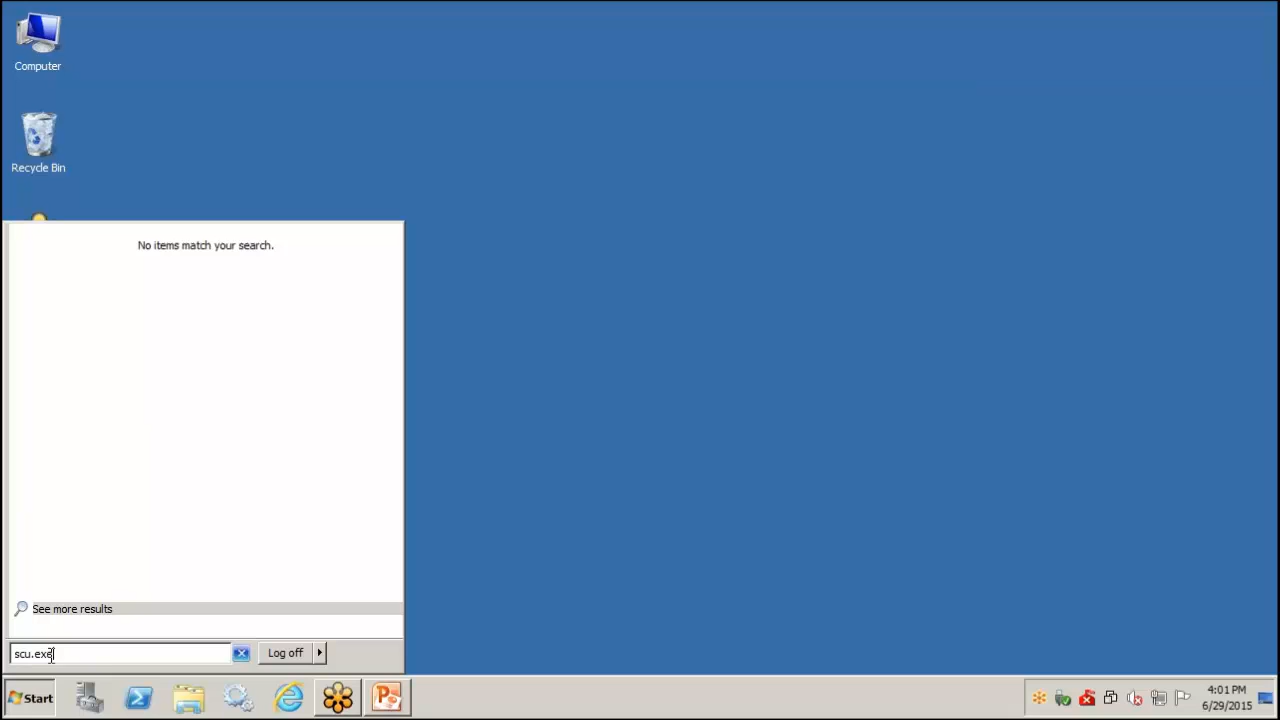 Computer
Recycle Bin
No items match your search.
See more results
scu.exe
Log off
Start
4:01 PM
6/29/2015